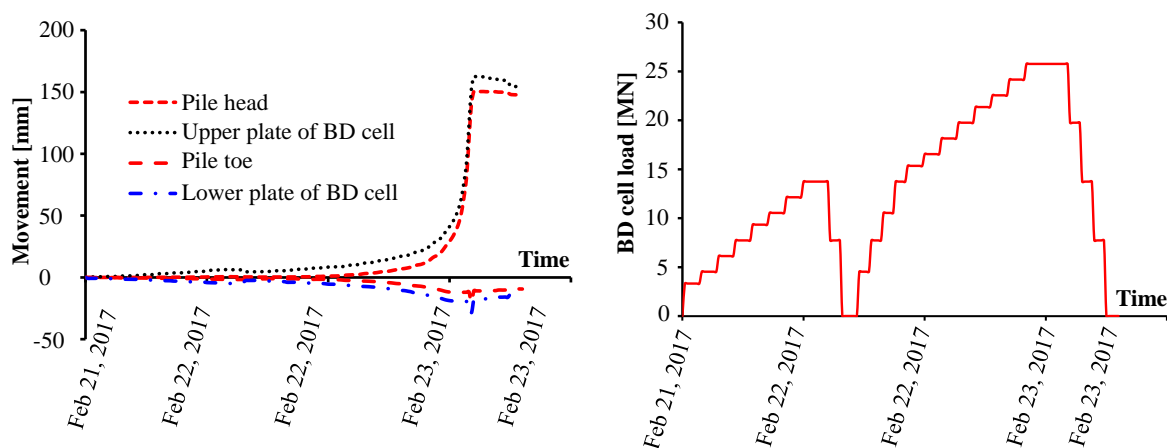 200
150
100
50
0
-50
Movement [mm]
Pile head
Upper plate of BD cell
Pile toe
Lower plate of BD cell
Time
Feb 21, 2017
Feb 22, 2017
Feb 22, 2017
Feb 23, 2017
Feb 23, 2017
30
25
20
15
10
5
0
BD cell load [MN]
Time
Feb 21, 2017
Feb 22, 2017
Feb 22, 2017
Feb 23, 2017
Feb 23, 2017